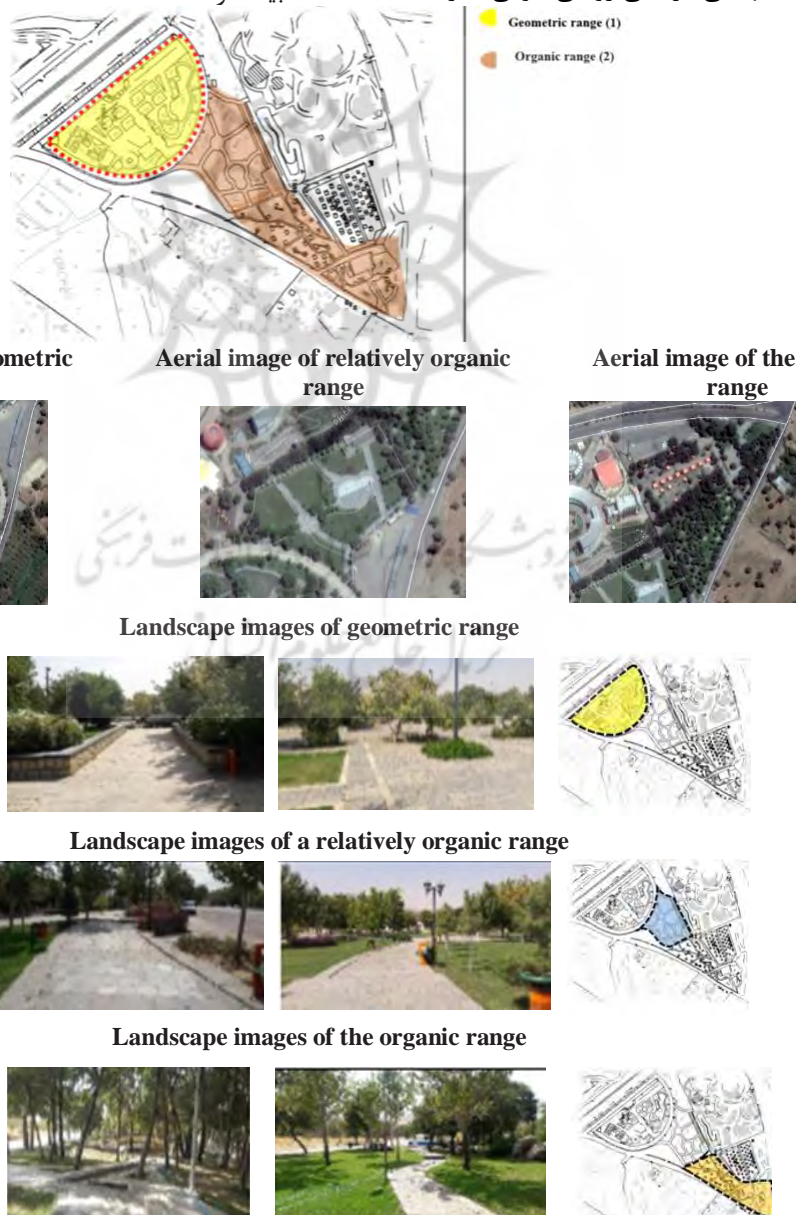 Geometric range (1)
Organic range (2)
ometric
Aerial image of relatively organic
range
Aerial image of the
range
Landscape images of geometric range
Landscape images of a relatively organic range
Landscape images of the organic range